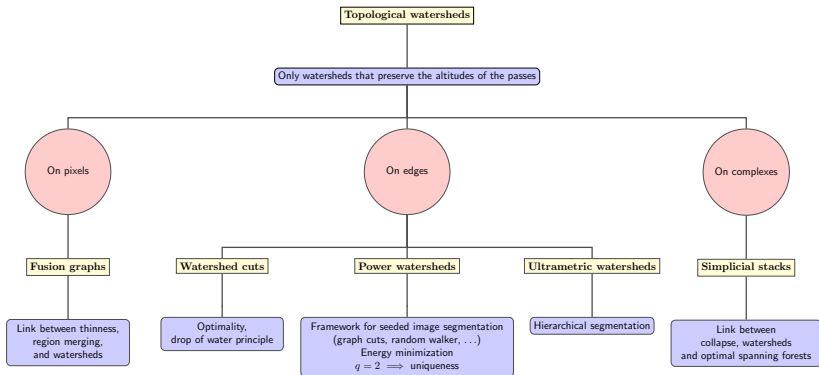 Topological watersheds
Only watersheds that preserve the altitudes of the passes
On pixels
On edges
On complexes
Fusion graphs
Watershed cuts
Power watersheds
Ultrametric watersheds
Simplicial stacks
Link between thinness,
region merging,
and watersheds
Optimality,
drop of water principle
Framework for seeded image segmentation
(graph cuts, random walker, …)
Energy minimization
q = 2 ⟹ uniqueness
Hierarchical segmentation
Link between
collapse, watersheds
and optimal spanning forests